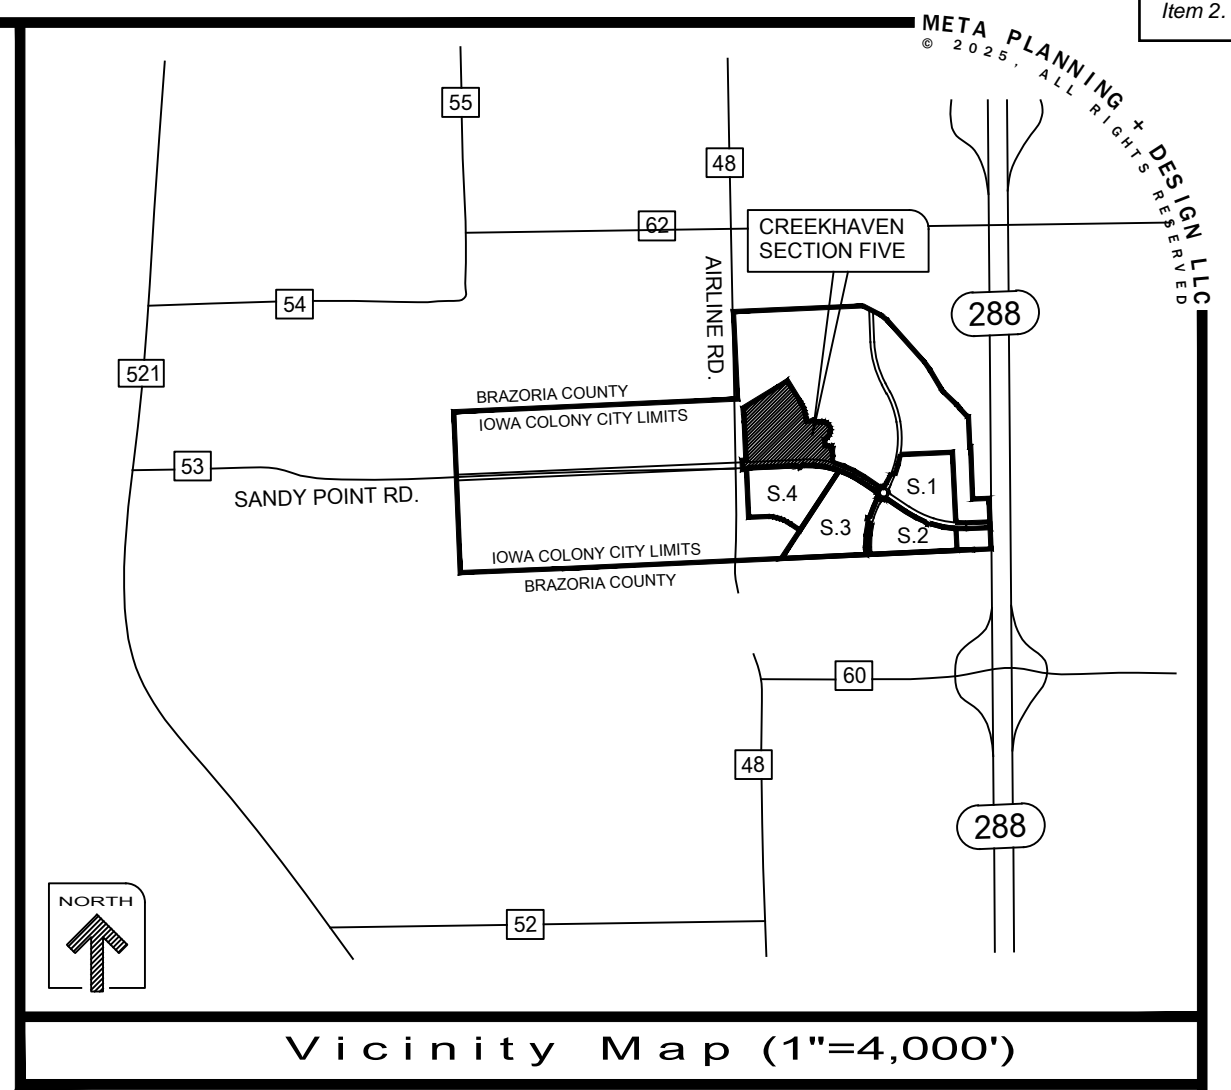 Item 2.
META PLANNING + DESIGN LLC
© 2025, ALL RIGHTS RESERVED
55
48
62
CREEKHAVEN
SECTION FIVE
54
AIRLINE RD.
288
521
BRAZORIA COUNTY
IOWA COLONY CITY LIMITS
53
SANDY POINT RD.
S.4
S.1
S.3
S.2
IOWA COLONY CITY LIMITS
BRAZORIA COUNTY
60
48
288
NORTH
52
Vicinity Map (1"=4,000')